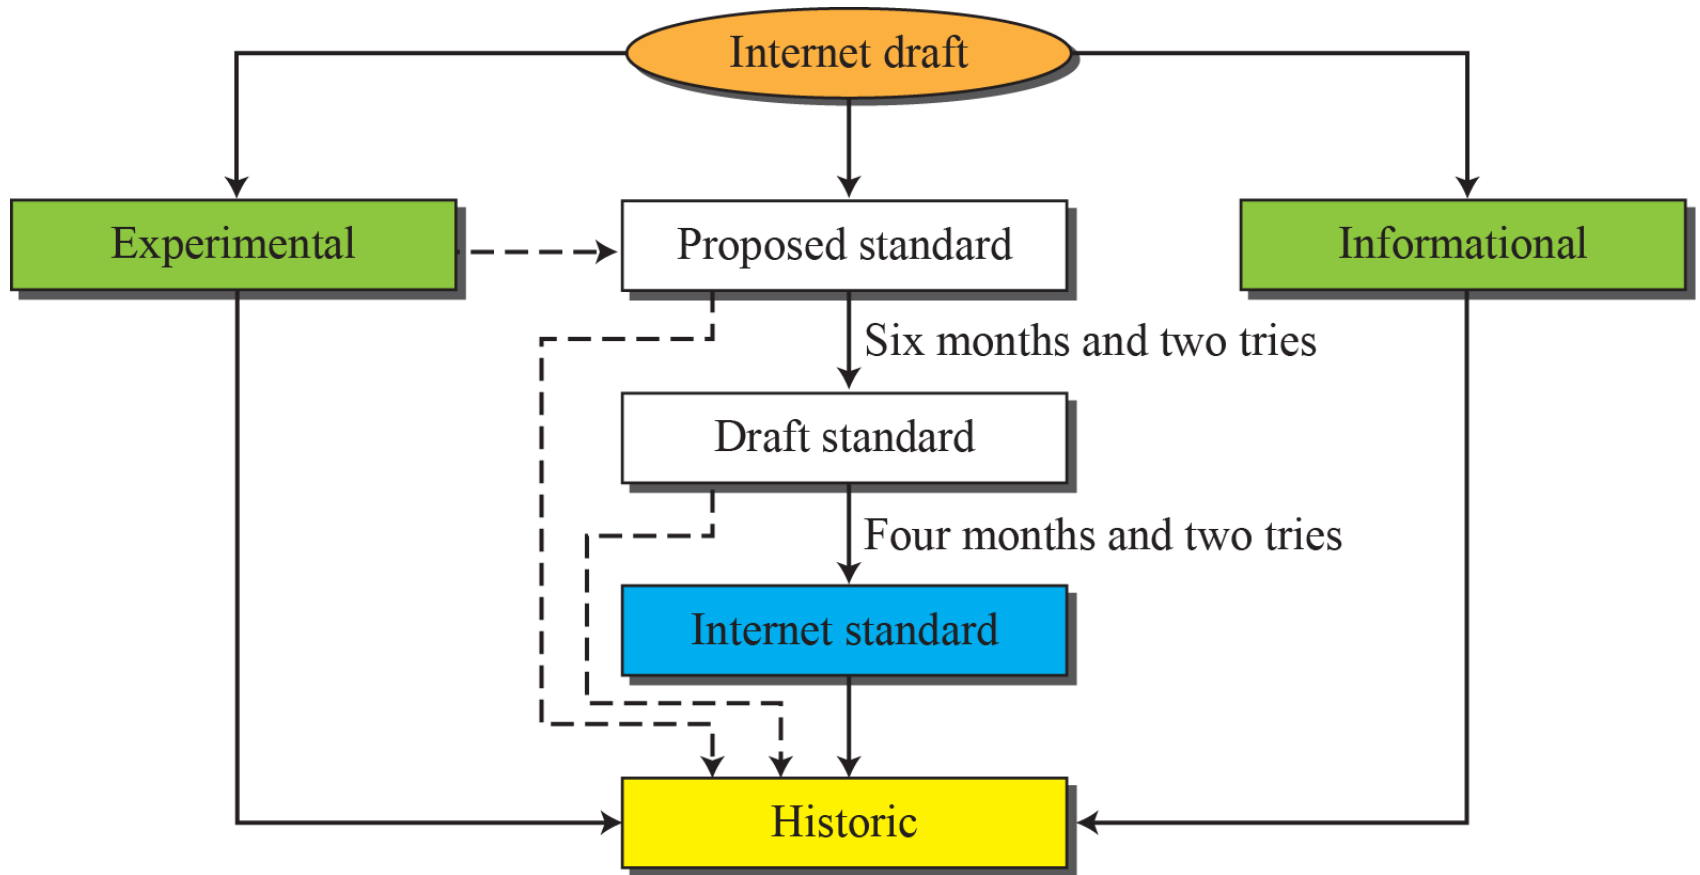 Internet draft
Experimental
Proposed standard
Informational
Six months and two tries
Draft standard
Four months and two tries
Internet standard
Historic